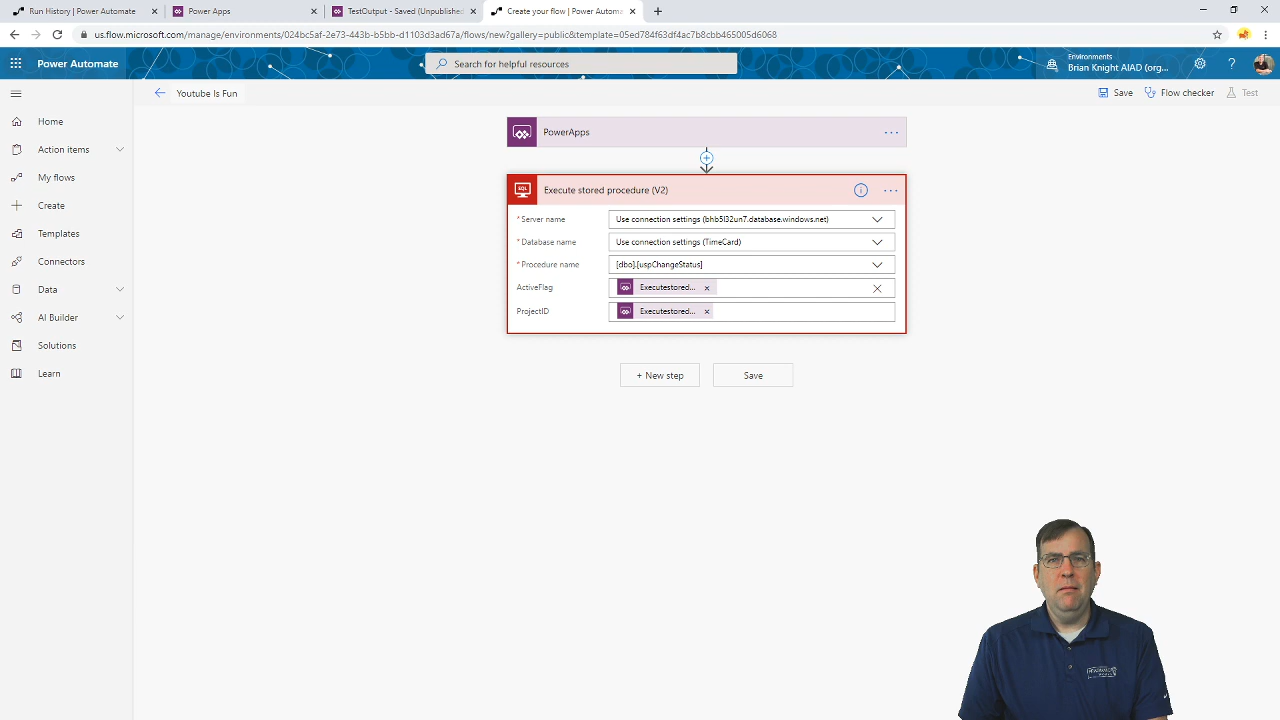 Run History | Power Automate
Power Apps
TestOutput - Saved (Unpublished
Create your flow | Power Automa
us.flow.microsoft.com/manage/environments/024bc5af-2e73-443b-b5bb-d1103d3ad67a/flows/new?gallery=public&template=05ed784f63df4ac7b8cbb465005d6068
Power Automate
Search for helpful resources
Environments
Brian Knight AIAD (org...
Youtube Is Fun
Save
Flow checker
Test
Home
Action items
My flows
Create
Templates
Connectors
Data
AI Builder
Solutions
Learn
PowerApps
SQL
Execute stored procedure (V2)
* Server name
Use connection settings (bhb5l32un7.database.windows.net)
* Database name
Use connection settings (TimeCard)
* Procedure name
[dbo].[uspChangeStatus]
ActiveFlag
Executestored...
ProjectID
Executestored...
+ New step
Save